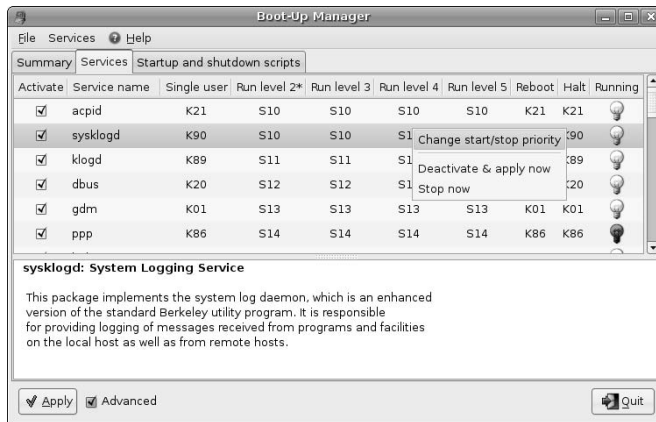 Boot-Up Manager
File Services Help
Summary Services Startup and shutdown scripts
Activate Service name Single user Run level 2* Run level 3 Run level 4 Run level 5 Reboot Halt Running
acpid K21 S10 S10 S10 S10 K21 K21
sysklogd K90 S10 S10 K90
klogd K89 S11 S11 K89
dbus K20 S12 S12 K20
gdm K01 S13 S13 S13 S13 K01 K01
ppp K86 S14 S14 S14 S14 K86 K86
Change start/stop priority
Deactivate & apply now
Stop now
sysklogd: System Logging Service
This package implements the system log daemon, which is an enhanced
version of the standard Berkeley utility program. It is responsible
for providing logging of messages received from programs and facilities
on the local host as well as from remote hosts.
Apply Advanced Quit